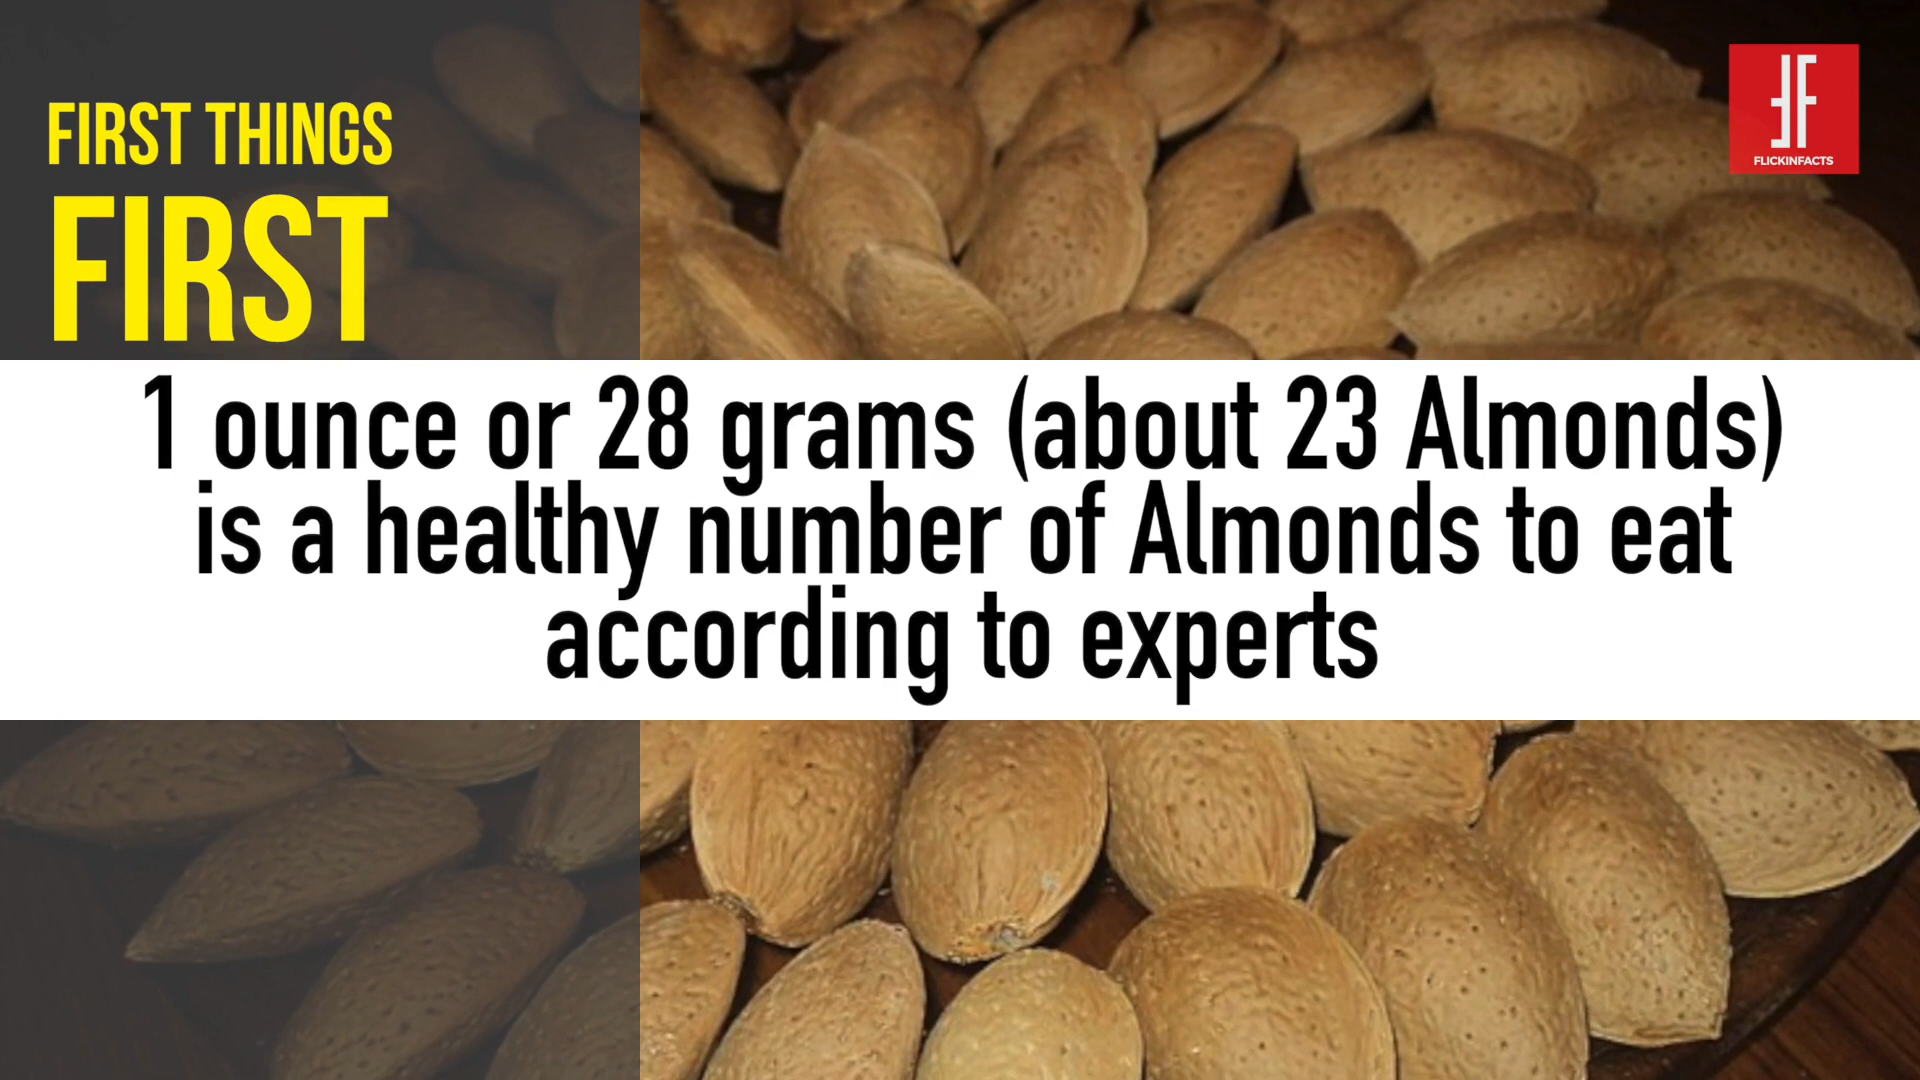 FIRST THINGS
FIRST
FLICKINFACTS
1 ounce or 28 grams (about 23 Almonds)
is a healthy number of Almonds to eat
according to experts